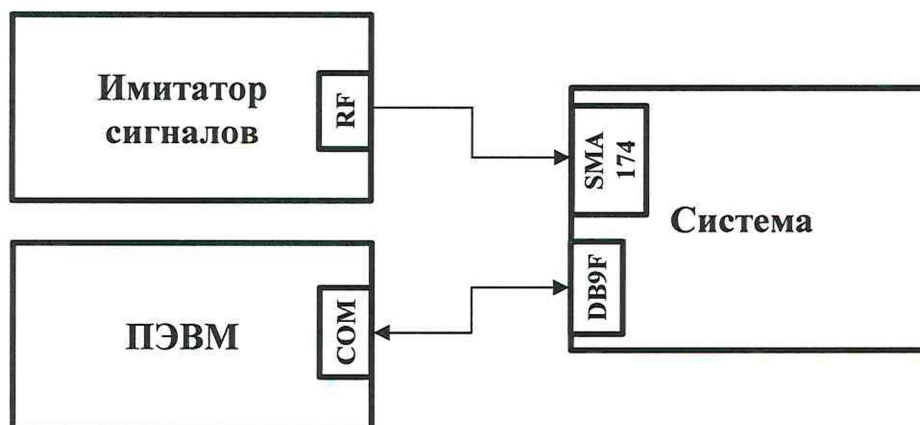 Имитатор
сигналов
RF
SMA
174
Система
DB9F
ПЭВМ
COM